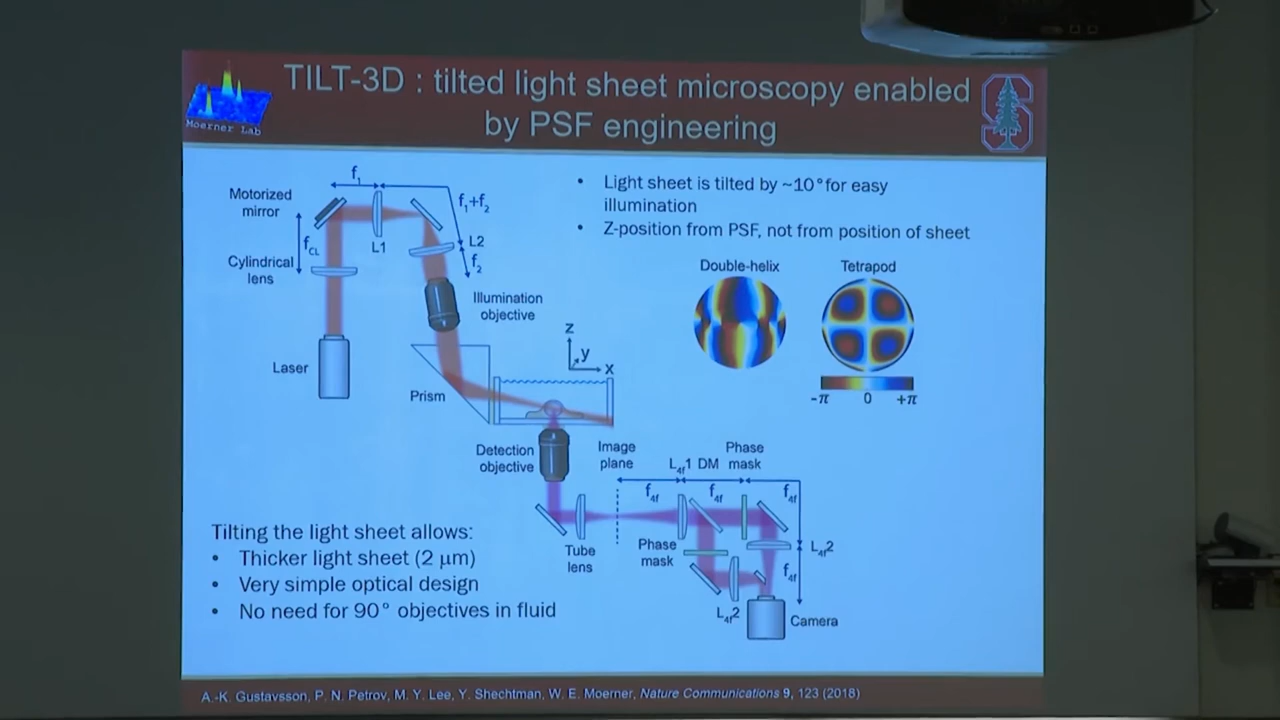 TILT-3D : tilted light sheet microscopy enabled
by PSF engineering
Moerner Lab
S
f₁
Motorized
mirror
f₁+f₂
f_CL
L1
L2
f₂
Cylindrical
lens
Illumination
objective
Laser
Prism
z
y
x
• Light sheet is tilted by ~10° for easy
illumination
• Z-position from PSF, not from position of sheet
Double-helix
Tetrapod
-π 0 +π
Detection
objective
Image
plane
L₄f1 DM
Phase
mask
f₄f
f₄f
f₄f
Tube
lens
Phase
mask
L₄f2
f₄f
L₄f2
Camera
Tilting the light sheet allows:
• Thicker light sheet (2 μm)
• Very simple optical design
• No need for 90° objectives in fluid
A.-K. Gustavsson, P. N. Petrov, M. Y. Lee, Y. Shechtman, W. E. Moerner, Nature Communications 9, 123 (2018)